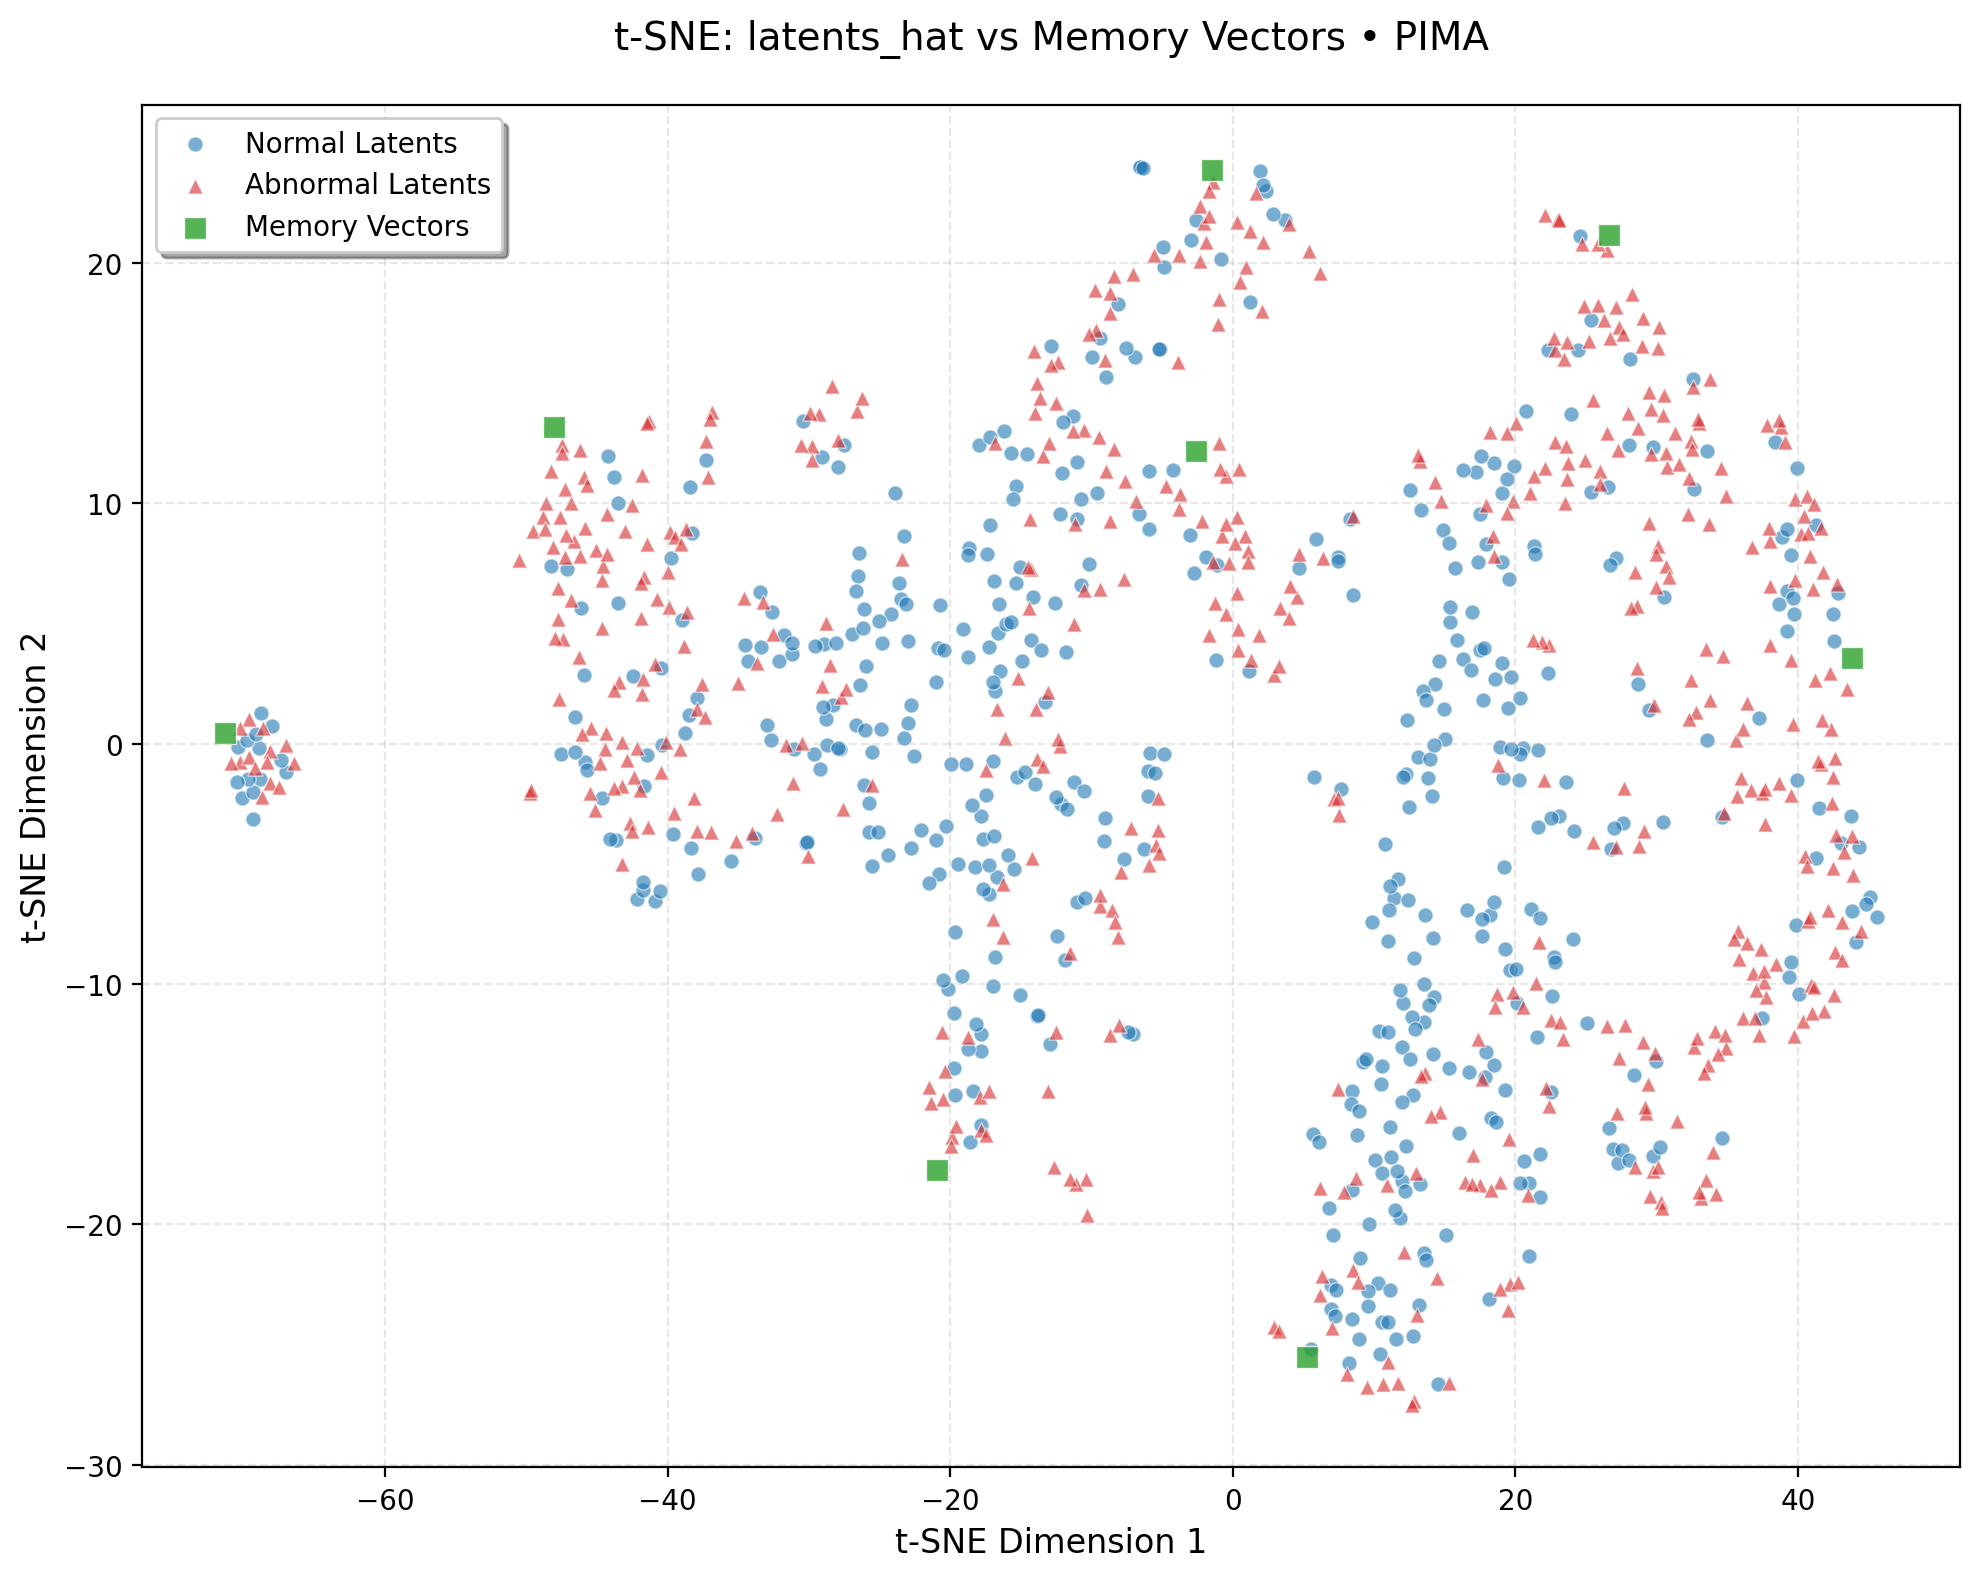 t-SNE: latents_hat vs Memory Vectors • PIMA
Normal Latents
Abnormal Latents
Memory Vectors
20
10
0
−10
−20
−30
t-SNE Dimension 2
−60
−40
−20
0
20
40
t-SNE Dimension 1